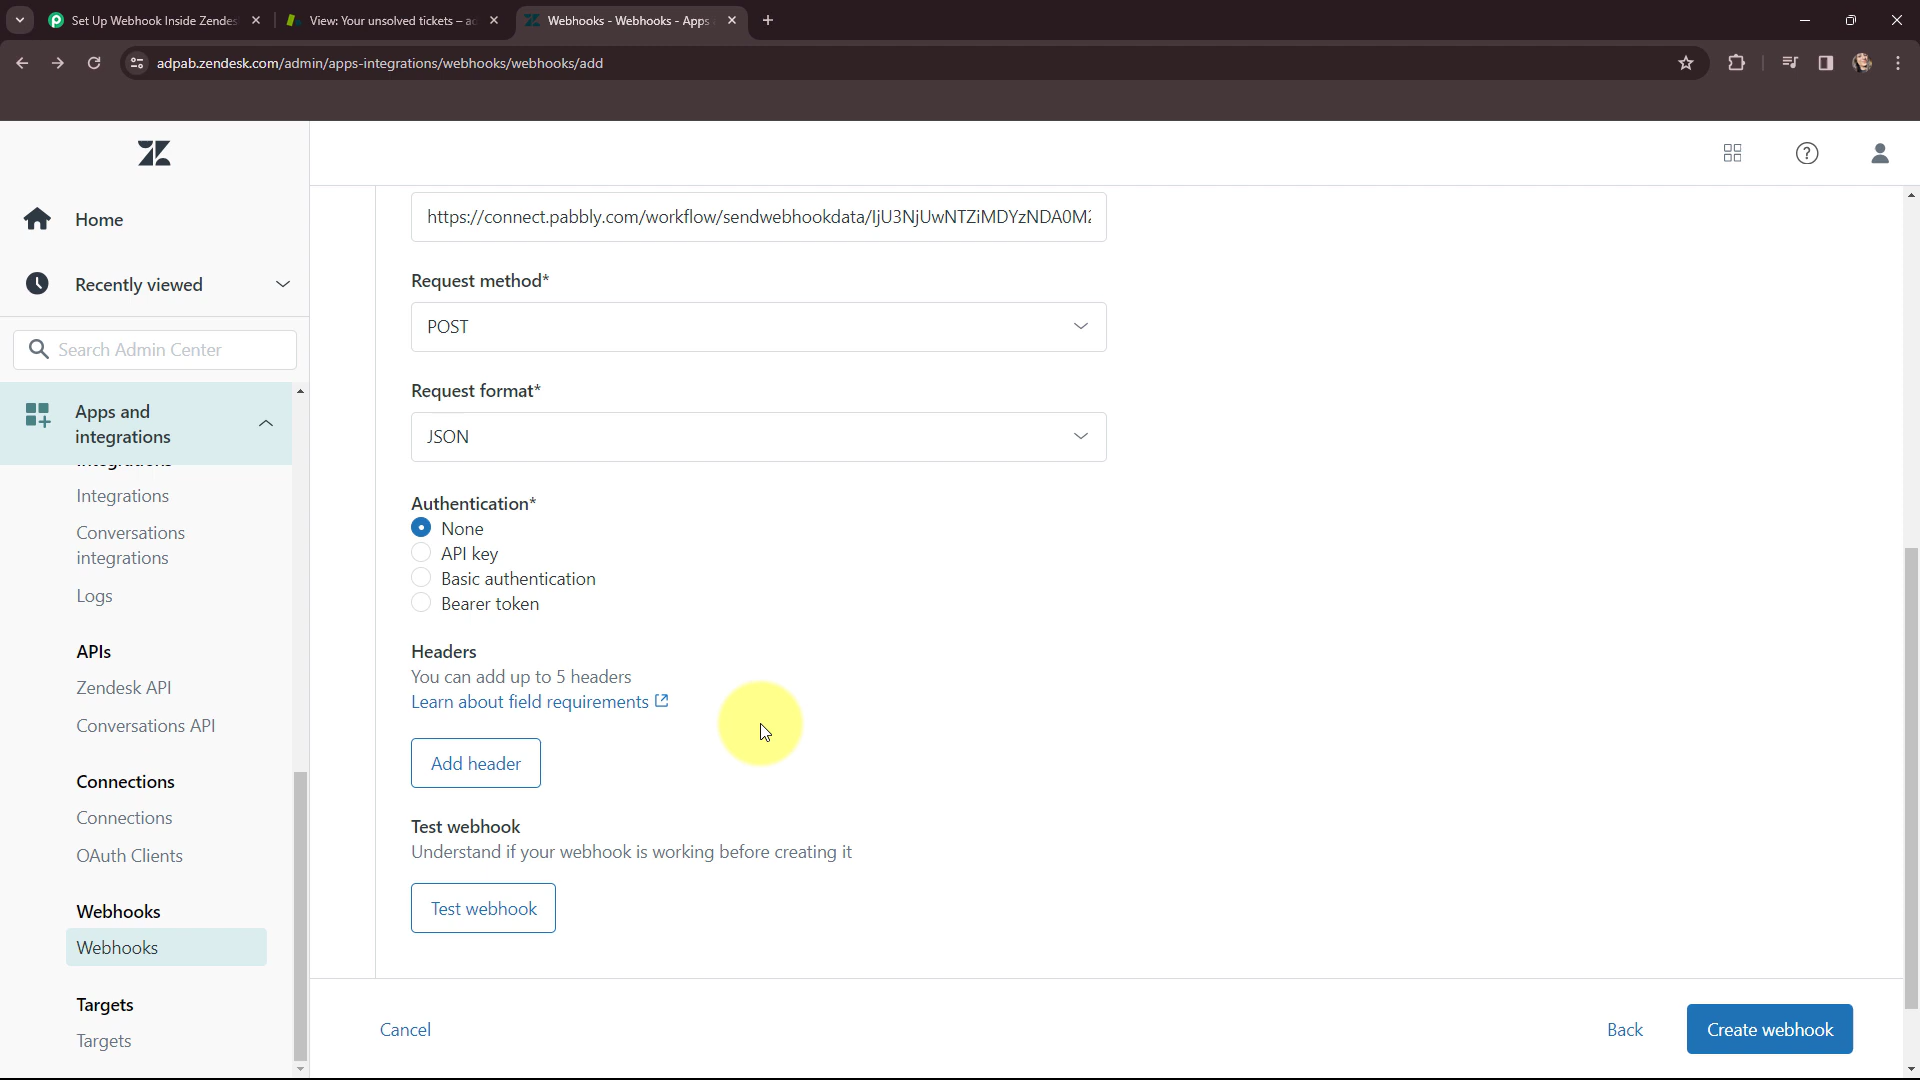 Set Up Webhook Inside Zendes
View: Your unsolved tickets – ac
Webhooks - Webhooks - Apps
adpab.zendesk.com/admin/apps-integrations/webhooks/webhooks/add
Home
Recently viewed
Search Admin Center
Apps and
integrations
Integrations
Conversations
integrations
Logs
APIs
Zendesk API
Conversations API
Connections
Connections
OAuth Clients
Webhooks
Webhooks
Targets
Targets
https://connect.pabbly.com/workflow/sendwebhookdata/IjU3NjUwNTZiMDYzNDA0M
Request method*
POST
Request format*
JSON
Authentication*
None
API key
Basic authentication
Bearer token
Headers
You can add up to 5 headers
Learn about field requirements
Add header
Test webhook
Understand if your webhook is working before creating it
Test webhook
Cancel
Back
Create webhook